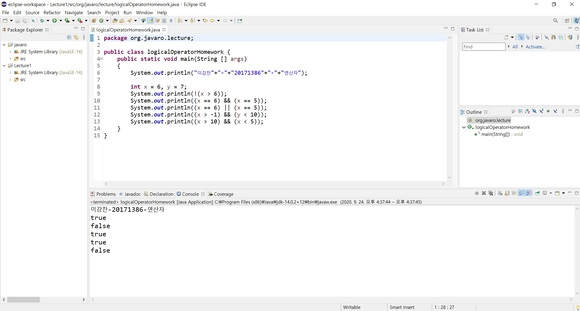 eclipse-workspace - Lecture1/src/org/javaro/lecture/logicalOperatorHomework.java - Eclipse IDE
File Edit Source Refactor Navigate Search Project Run Window Help
Package Explorer
javaro
JRE System Library [JavaSE-14]
src
Lecture1
JRE System Library [JavaSE-14]
src
logicalOperatorHomework.java
1 package org.javaro.lecture;
2
3 public class logicalOperatorHomework {
4 public static void main(String [] args)
5 {
6 System.out.println("이강찬"+"-"+"20171386"+"-"+"연산자");
7
8 int x = 6, y = 7;
9 System.out.println(!(x > 6));
10 System.out.println((x == 6) && (x == 5));
11 System.out.println((x == 6) || (x == 5));
12 System.out.println((x > -1) && (y < 10));
13 System.out.println((x > 10) && (x < 5));
14 }
15 }
Task List
Find
All
Activate...
Outline
org.javaro.lecture
logicalOperatorHomework
main(String[]) : void
Problems Javadoc Declaration Console Coverage
<terminated> logicalOperatorHomework [Java Application] C:\Program Files (x86)\Java\jdk-14.0.2+12\bin\javaw.exe (2020. 9. 24. 오후 4:37:44 – 오후 4:37:45)
이강찬-20171386-연산자
true
false
true
true
false
Writable
Smart Insert
1 : 28 : 27